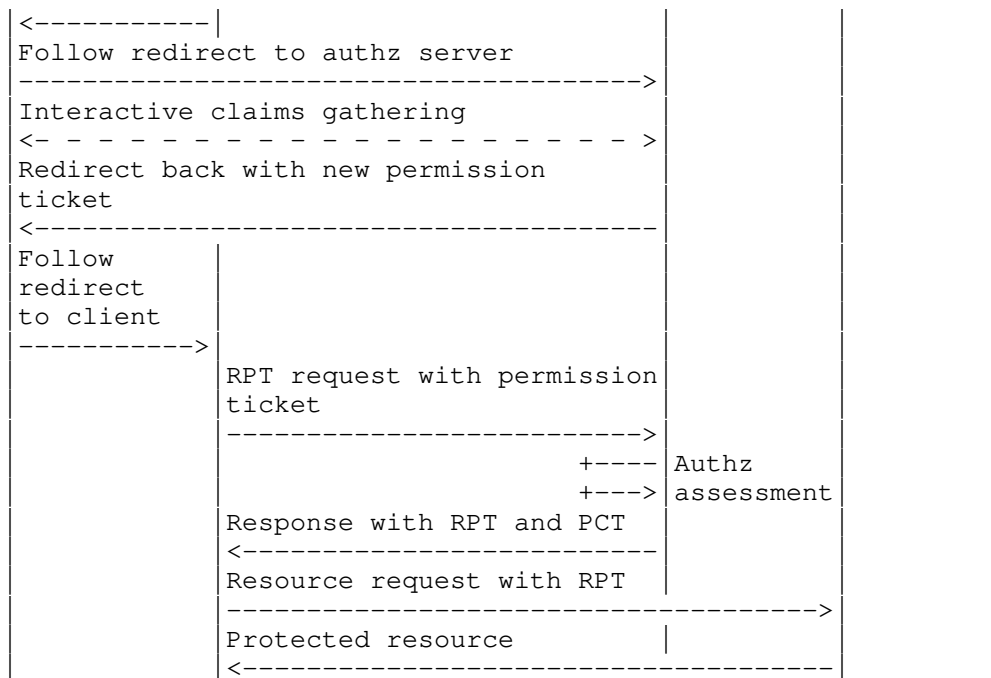 |<-----------|                            |          |
|Follow redirect to authz server         |          |
|--------------------------------------->|          |
|Interactive claims gathering            |          |
|<- - - - - - - - - - - - - - - - - - - >|          |
|Redirect back with new permission       |          |
|ticket                                  |          |
|<---------------------------------------|          |
|Follow      |                           |          |
|redirect    |                           |          |
|to client   |                           |          |
|----------->|                           |          |
|            |RPT request with permission|          |
|            |ticket                     |          |
|            |-------------------------->|          |
|            |                      +----|Authz     |
|            |                      +--->|assessment|
|            |Response with RPT and PCT  |          |
|            |<--------------------------|          |
|            |Resource request with RPT  |          |
|            |------------------------------------->|
|            |Protected resource         |          |
|            |<-------------------------------------|